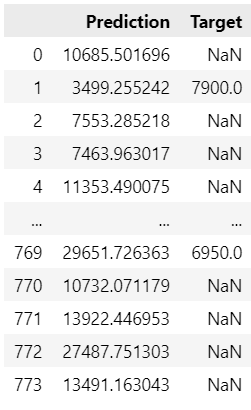 Prediction Target
0 10685.501696 NaN
1 3499.255242 7900.0
2 7553.285218 NaN
3 7463.963017 NaN
4 11353.490075 NaN
... ... ...
769 29651.726363 6950.0
770 10732.071179 NaN
771 13922.446953 NaN
772 27487.751303 NaN
773 13491.163043 NaN